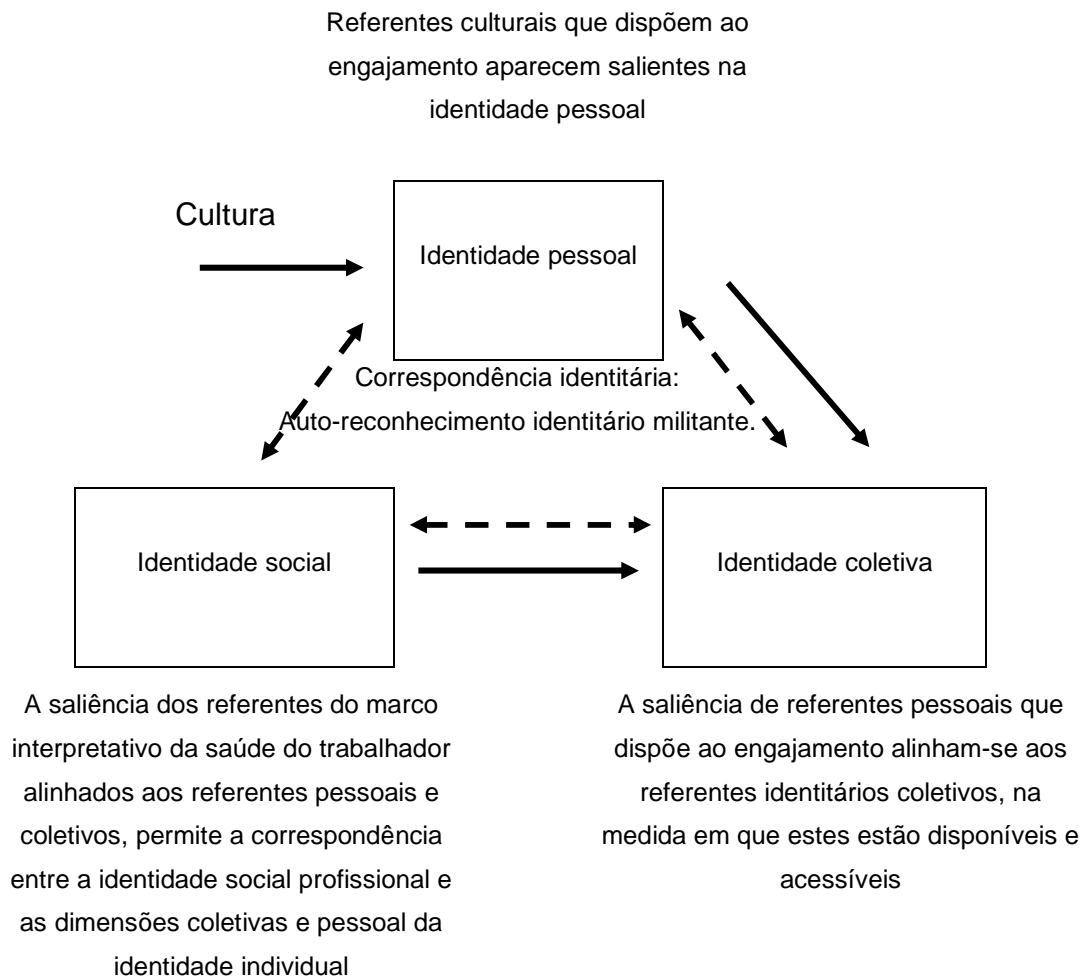 Referentes culturais que dispõem ao
engajamento aparecem salientes na
identidade pessoal
Cultura
Identidade pessoal
Correspondência identitária:
Auto-reconhecimento identitário militante.
Identidade social
Identidade coletiva
A saliência dos referentes do marco
interpretativo da saúde do trabalhador
alinhados aos referentes pessoais e
coletivos, permite a correspondência
entre a identidade social profissional e
as dimensões coletivas e pessoal da
identidade individual
A saliência de referentes pessoais que
dispõe ao engajamento alinham-se aos
referentes identitários coletivos, na
medida em que estes estão disponíveis e
acessíveis